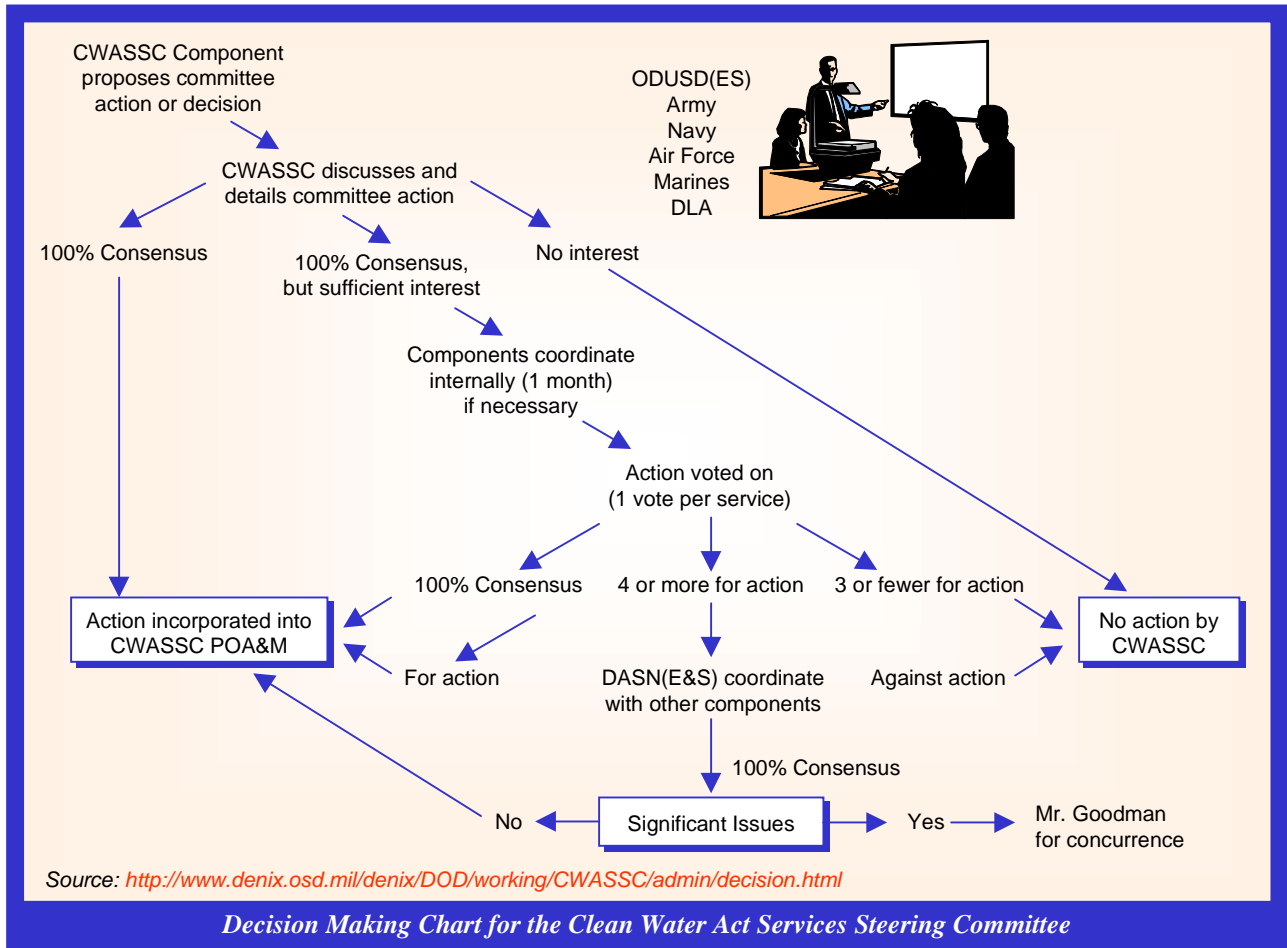 CWASSC Component
proposes committee
action or decision
ODUSD(ES)
Army
Navy
Air Force
Marines
DLA
CWASSC discusses and
details committee action
100% Consensus
100% Consensus,
but sufficient interest
No interest
Components coordinate
internally (1 month)
if necessary
Action voted on
(1 vote per service)
100% Consensus
4 or more for action
3 or fewer for action
Action incorporated into
CWASSC POA&M
No action by
CWASSC
For action
DASN(E&S) coordinate
with other components
Against action
100% Consensus
No
Significant Issues
Yes
Mr. Goodman
for concurrence
Source: http://www.denix.osd.mil/denix/DOD/working/CWASSC/admin/decision.html
Decision Making Chart for the Clean Water Act Services Steering Committee